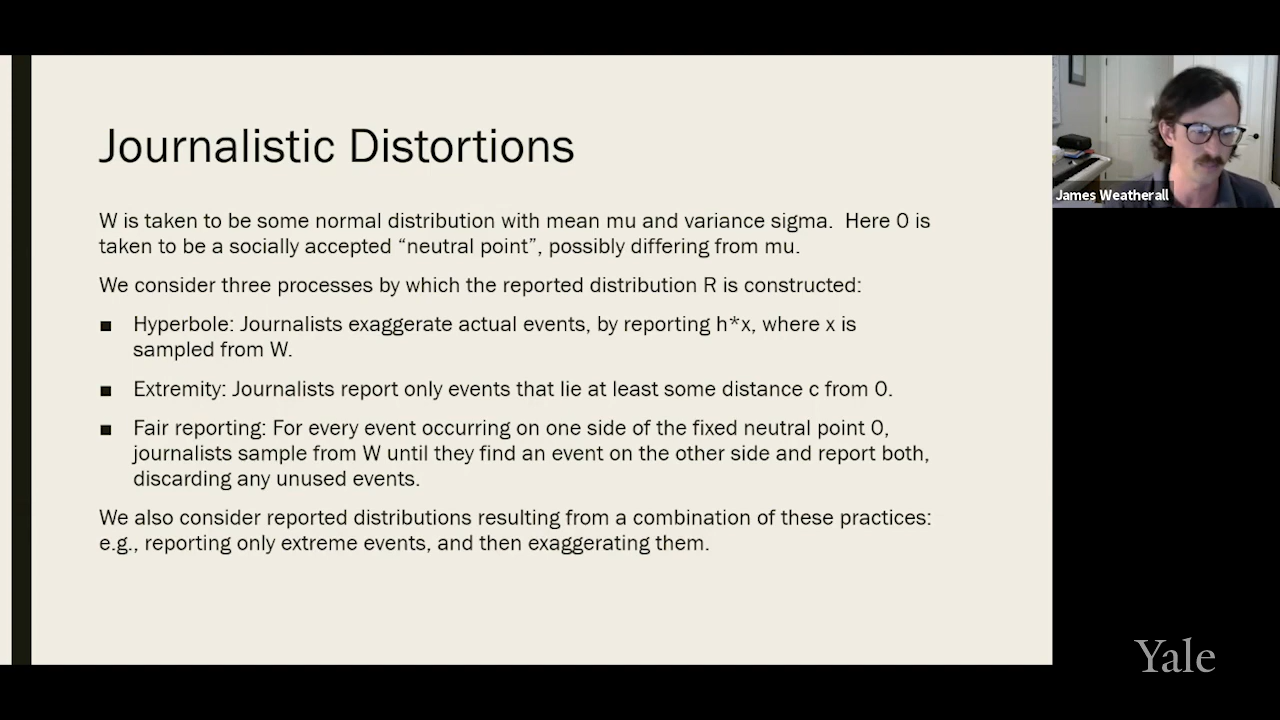 Journalistic Distortions
W is taken to be some normal distribution with mean mu and variance sigma.  Here 0 is
taken to be a socially accepted “neutral point”, possibly differing from mu.
We consider three processes by which the reported distribution R is constructed:
■ Hyperbole: Journalists exaggerate actual events, by reporting h*x, where x is
sampled from W.
■ Extremity: Journalists report only events that lie at least some distance c from 0.
■ Fair reporting: For every event occurring on one side of the fixed neutral point 0,
journalists sample from W until they find an event on the other side and report both,
discarding any unused events.
We also consider reported distributions resulting from a combination of these practices:
e.g., reporting only extreme events, and then exaggerating them.
James Weatherall
Yale